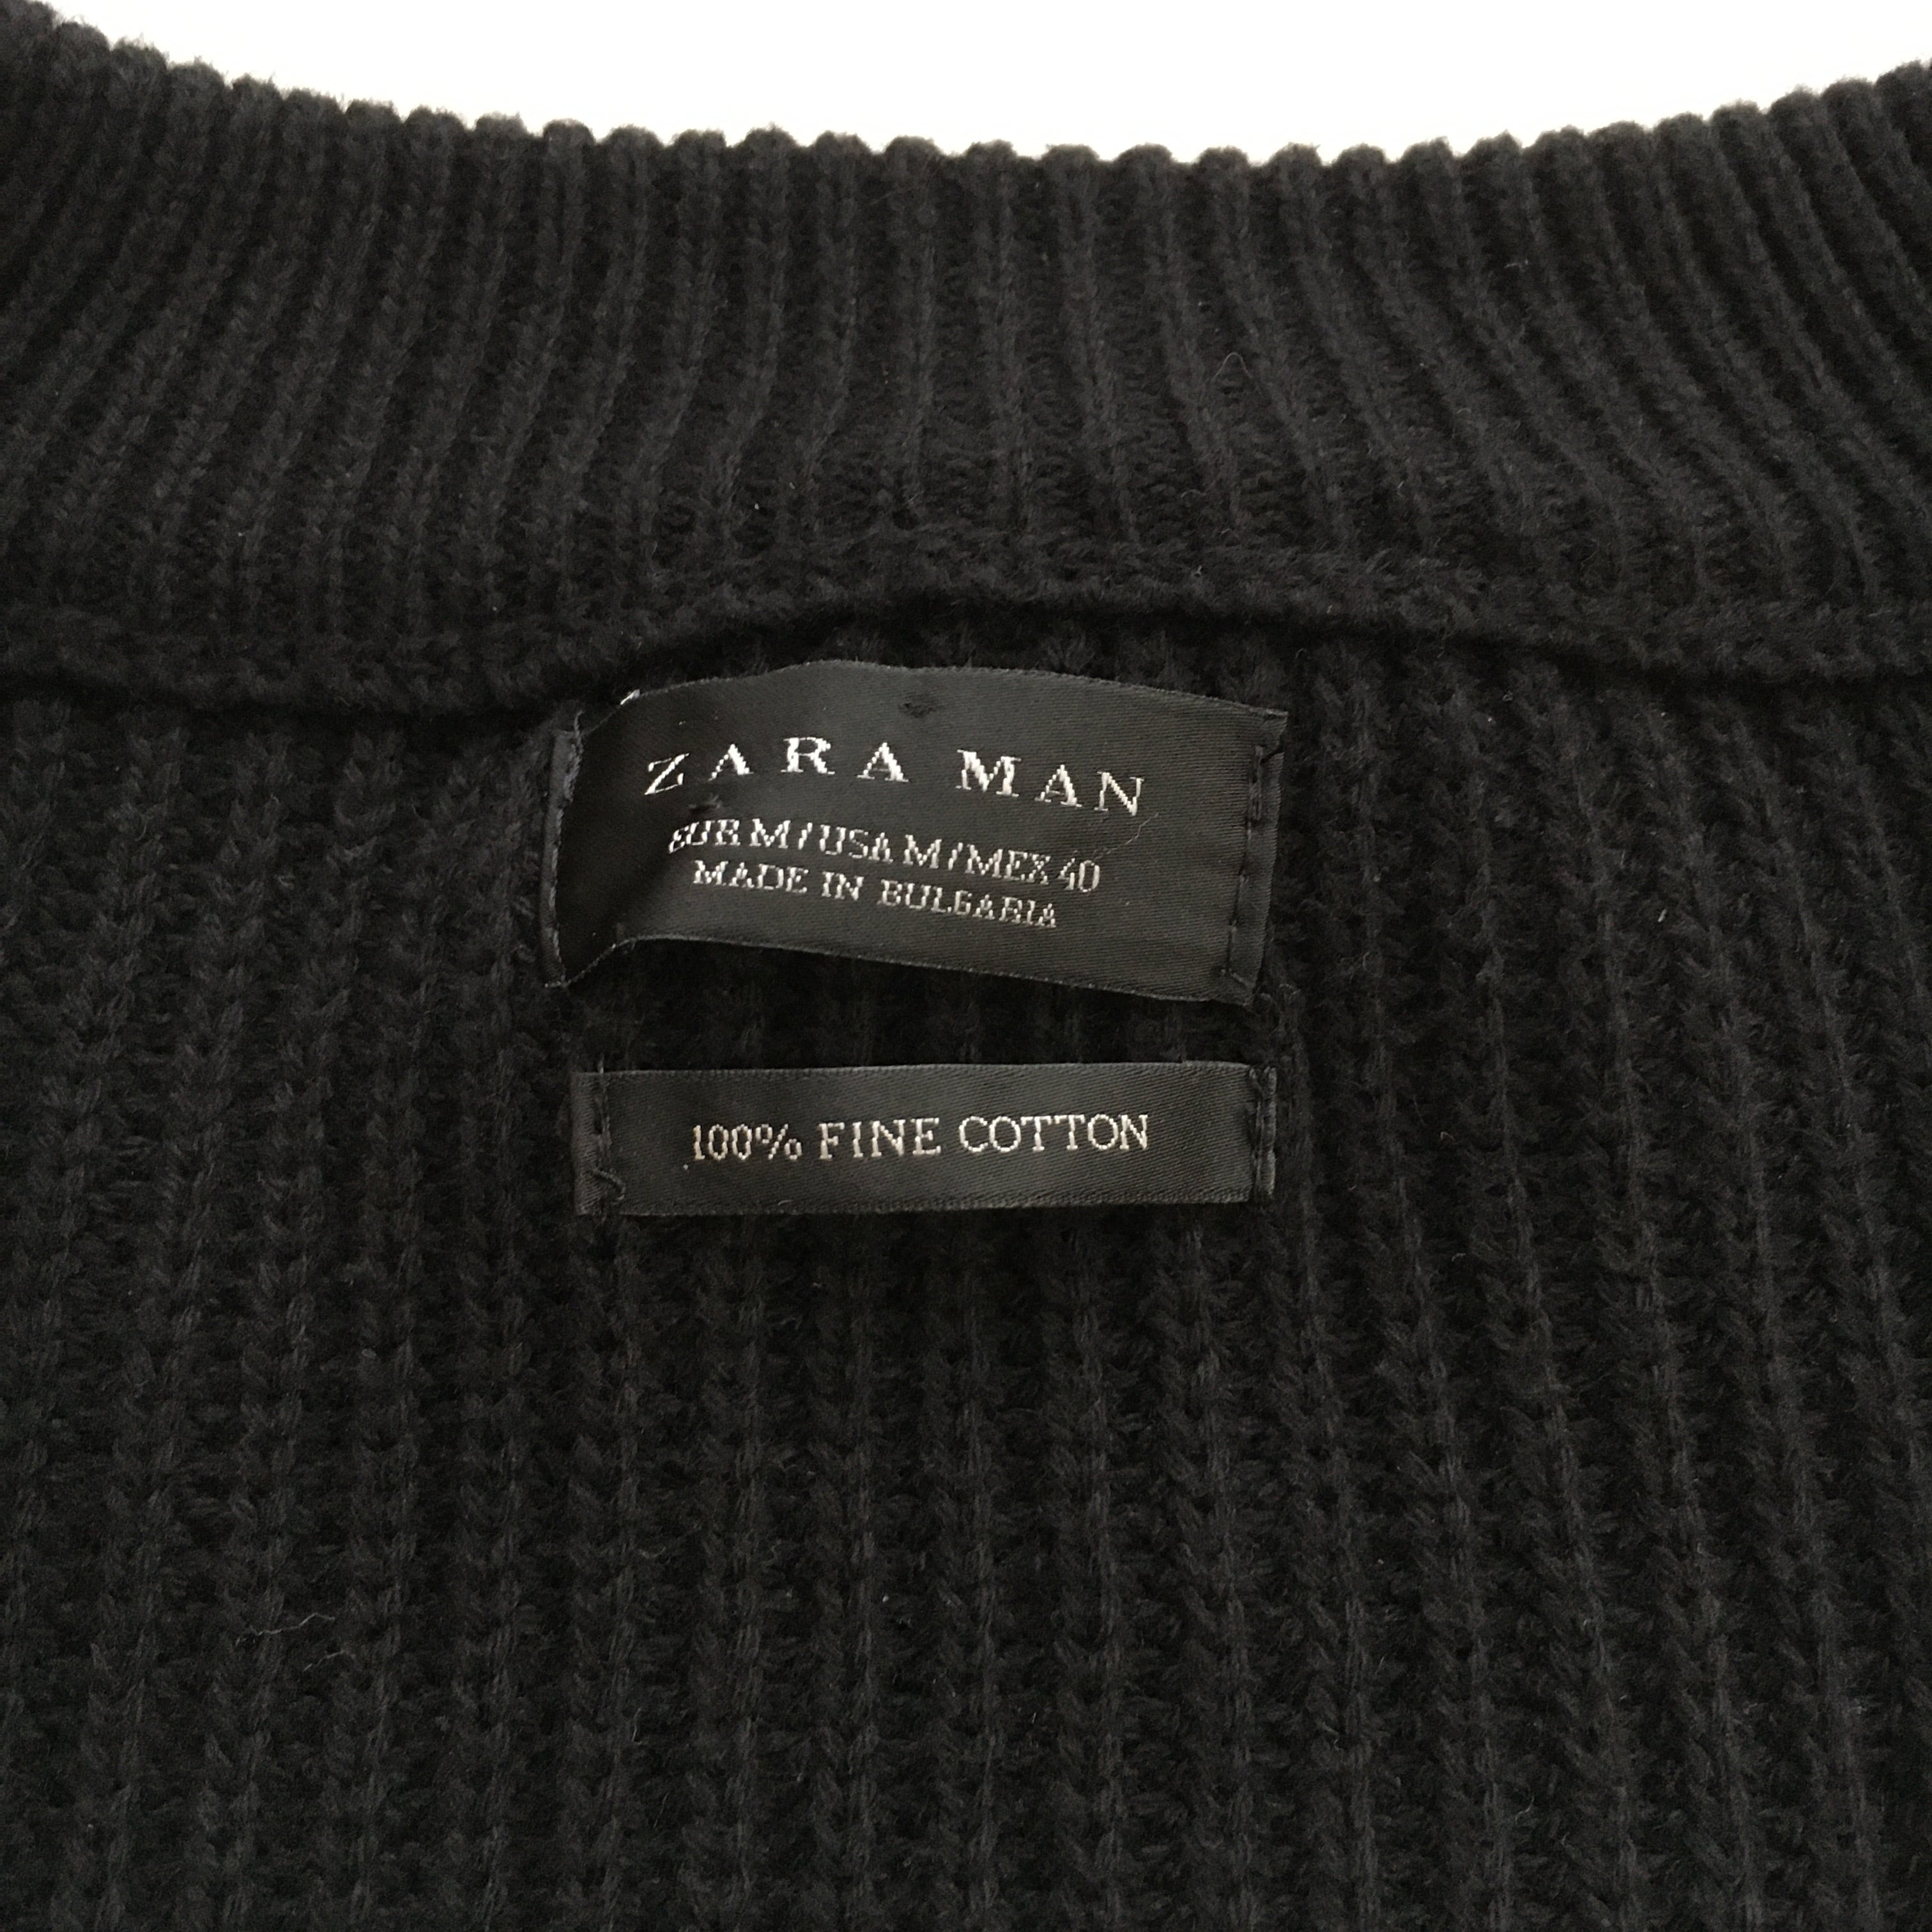 ZARA MAN
EUR M/USA M/MEX 40
MADE IN BULGARIA
100% FINE COTTON